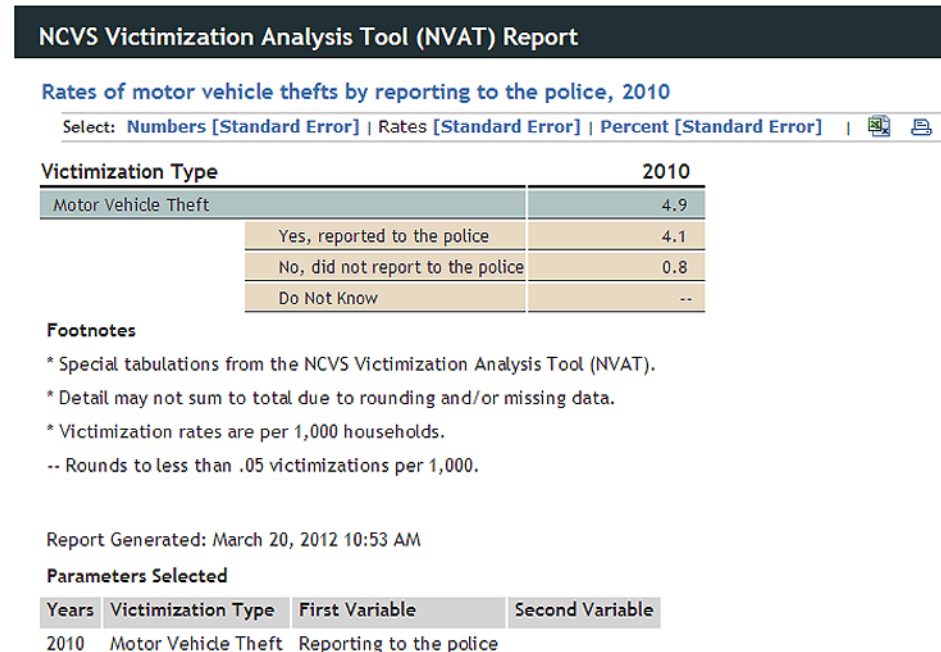 NCVS Victimization Analysis Tool (NVAT) Report
Rates of motor vehicle thefts by reporting to the police, 2010
Select: Numbers [Standard Error] | Rates [Standard Error] | Percent [Standard Error] |
Victimization Type 2010
Motor Vehicle Theft 4.9
Yes, reported to the police 4.1
No, did not report to the police 0.8
Do Not Know --
Footnotes
* Special tabulations from the NCVS Victimization Analysis Tool (NVAT).
* Detail may not sum to total due to rounding and/or missing data.
* Victimization rates are per 1,000 households.
-- Rounds to less than .05 victimizations per 1,000.
Report Generated: March 20, 2012 10:53 AM
Parameters Selected
Years Victimization Type First Variable Second Variable
2010 Motor Vehicle Theft Reporting to the police